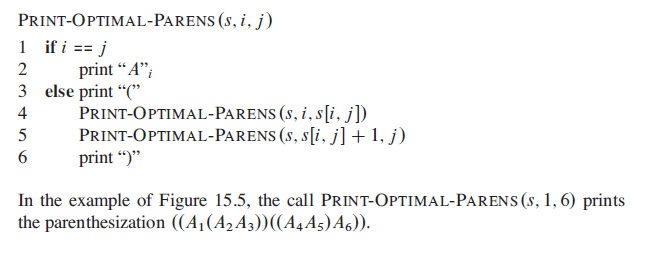 PRINT-OPTIMAL-PARENS(s, i, j)
1 if i == j
2 print “A”ᵢ
3 else print “(”
4 PRINT-OPTIMAL-PARENS(s, i, s[i, j])
5 PRINT-OPTIMAL-PARENS(s, s[i, j] + 1, j)
6 print “)”
In the example of Figure 15.5, the call PRINT-OPTIMAL-PARENS(s, 1, 6) prints
the parenthesization ((A₁(A₂A₃))((A₄A₅)A₆)).